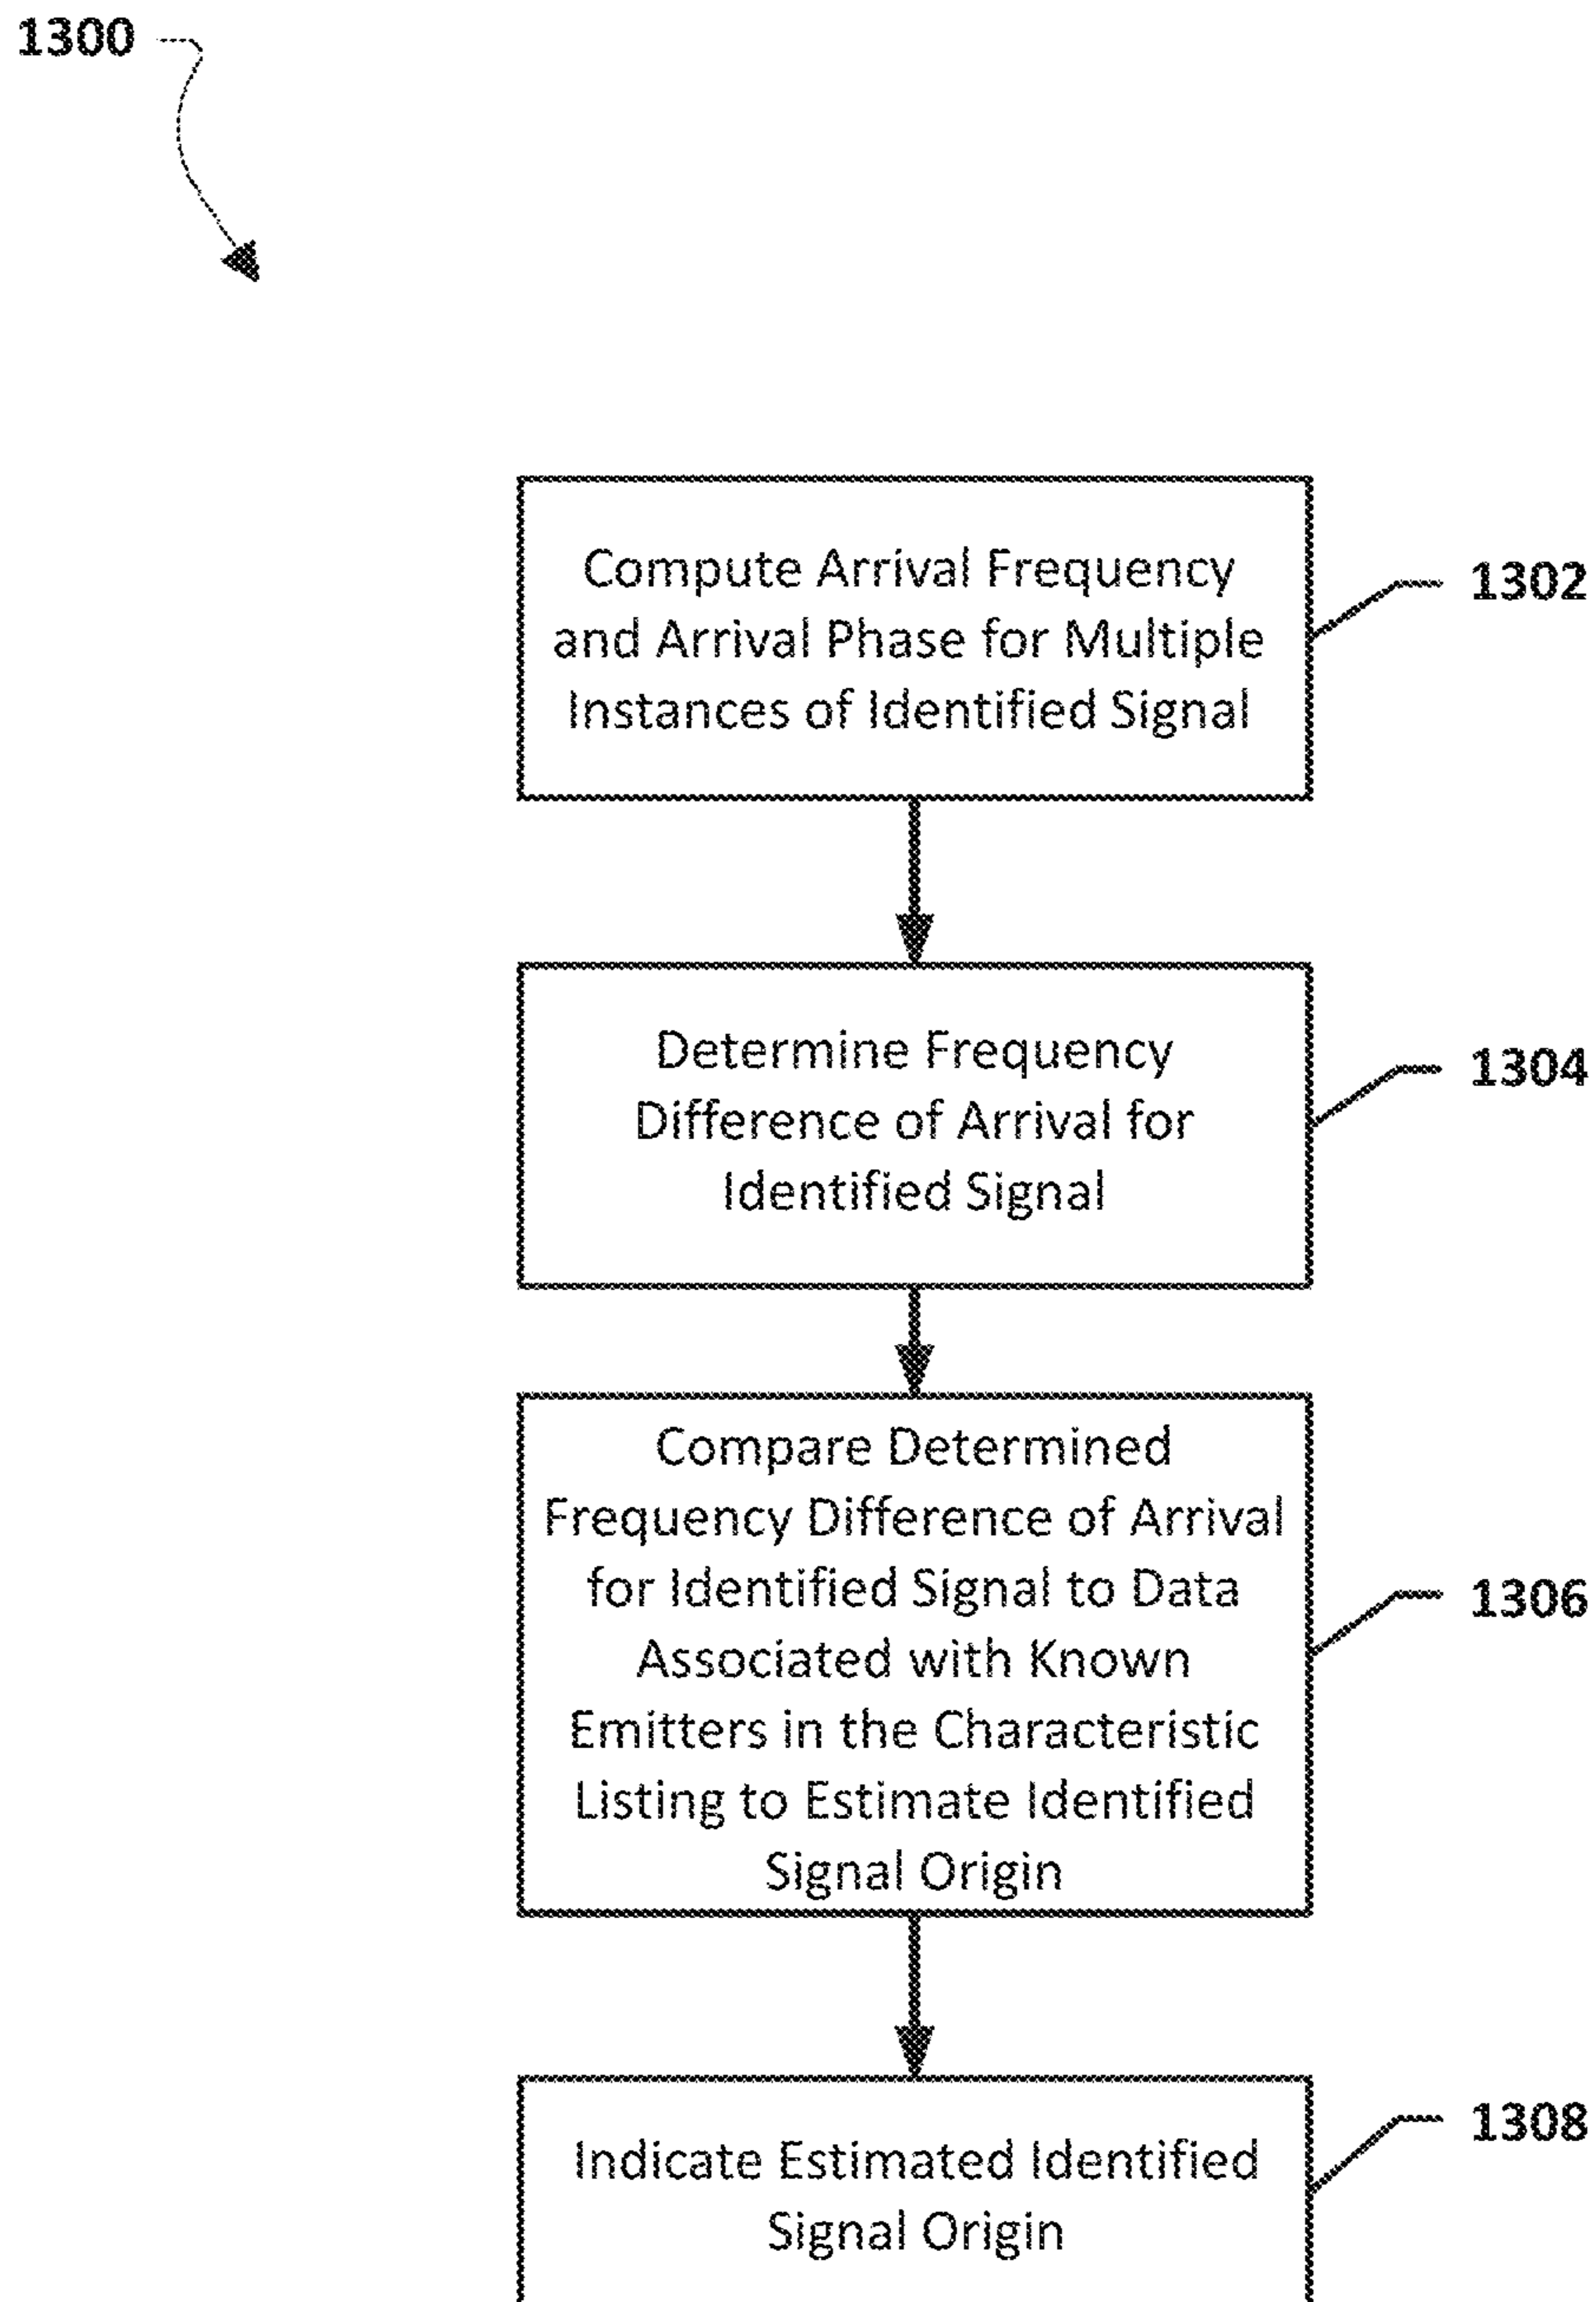 1300
Compute Arrival Frequency
and Arrival Phase for Multiple
Instances of Identified Signal
1302
Determine Frequency
Difference of Arrival for
Identified Signal
1304
Compare Determined
Frequency Difference of Arrival
for Identified Signal to Data
Associated with Known
Emitters in the Characteristic
Listing to Estimate Identified
Signal Origin
1306
Indicate Estimated Identified
Signal Origin
1308